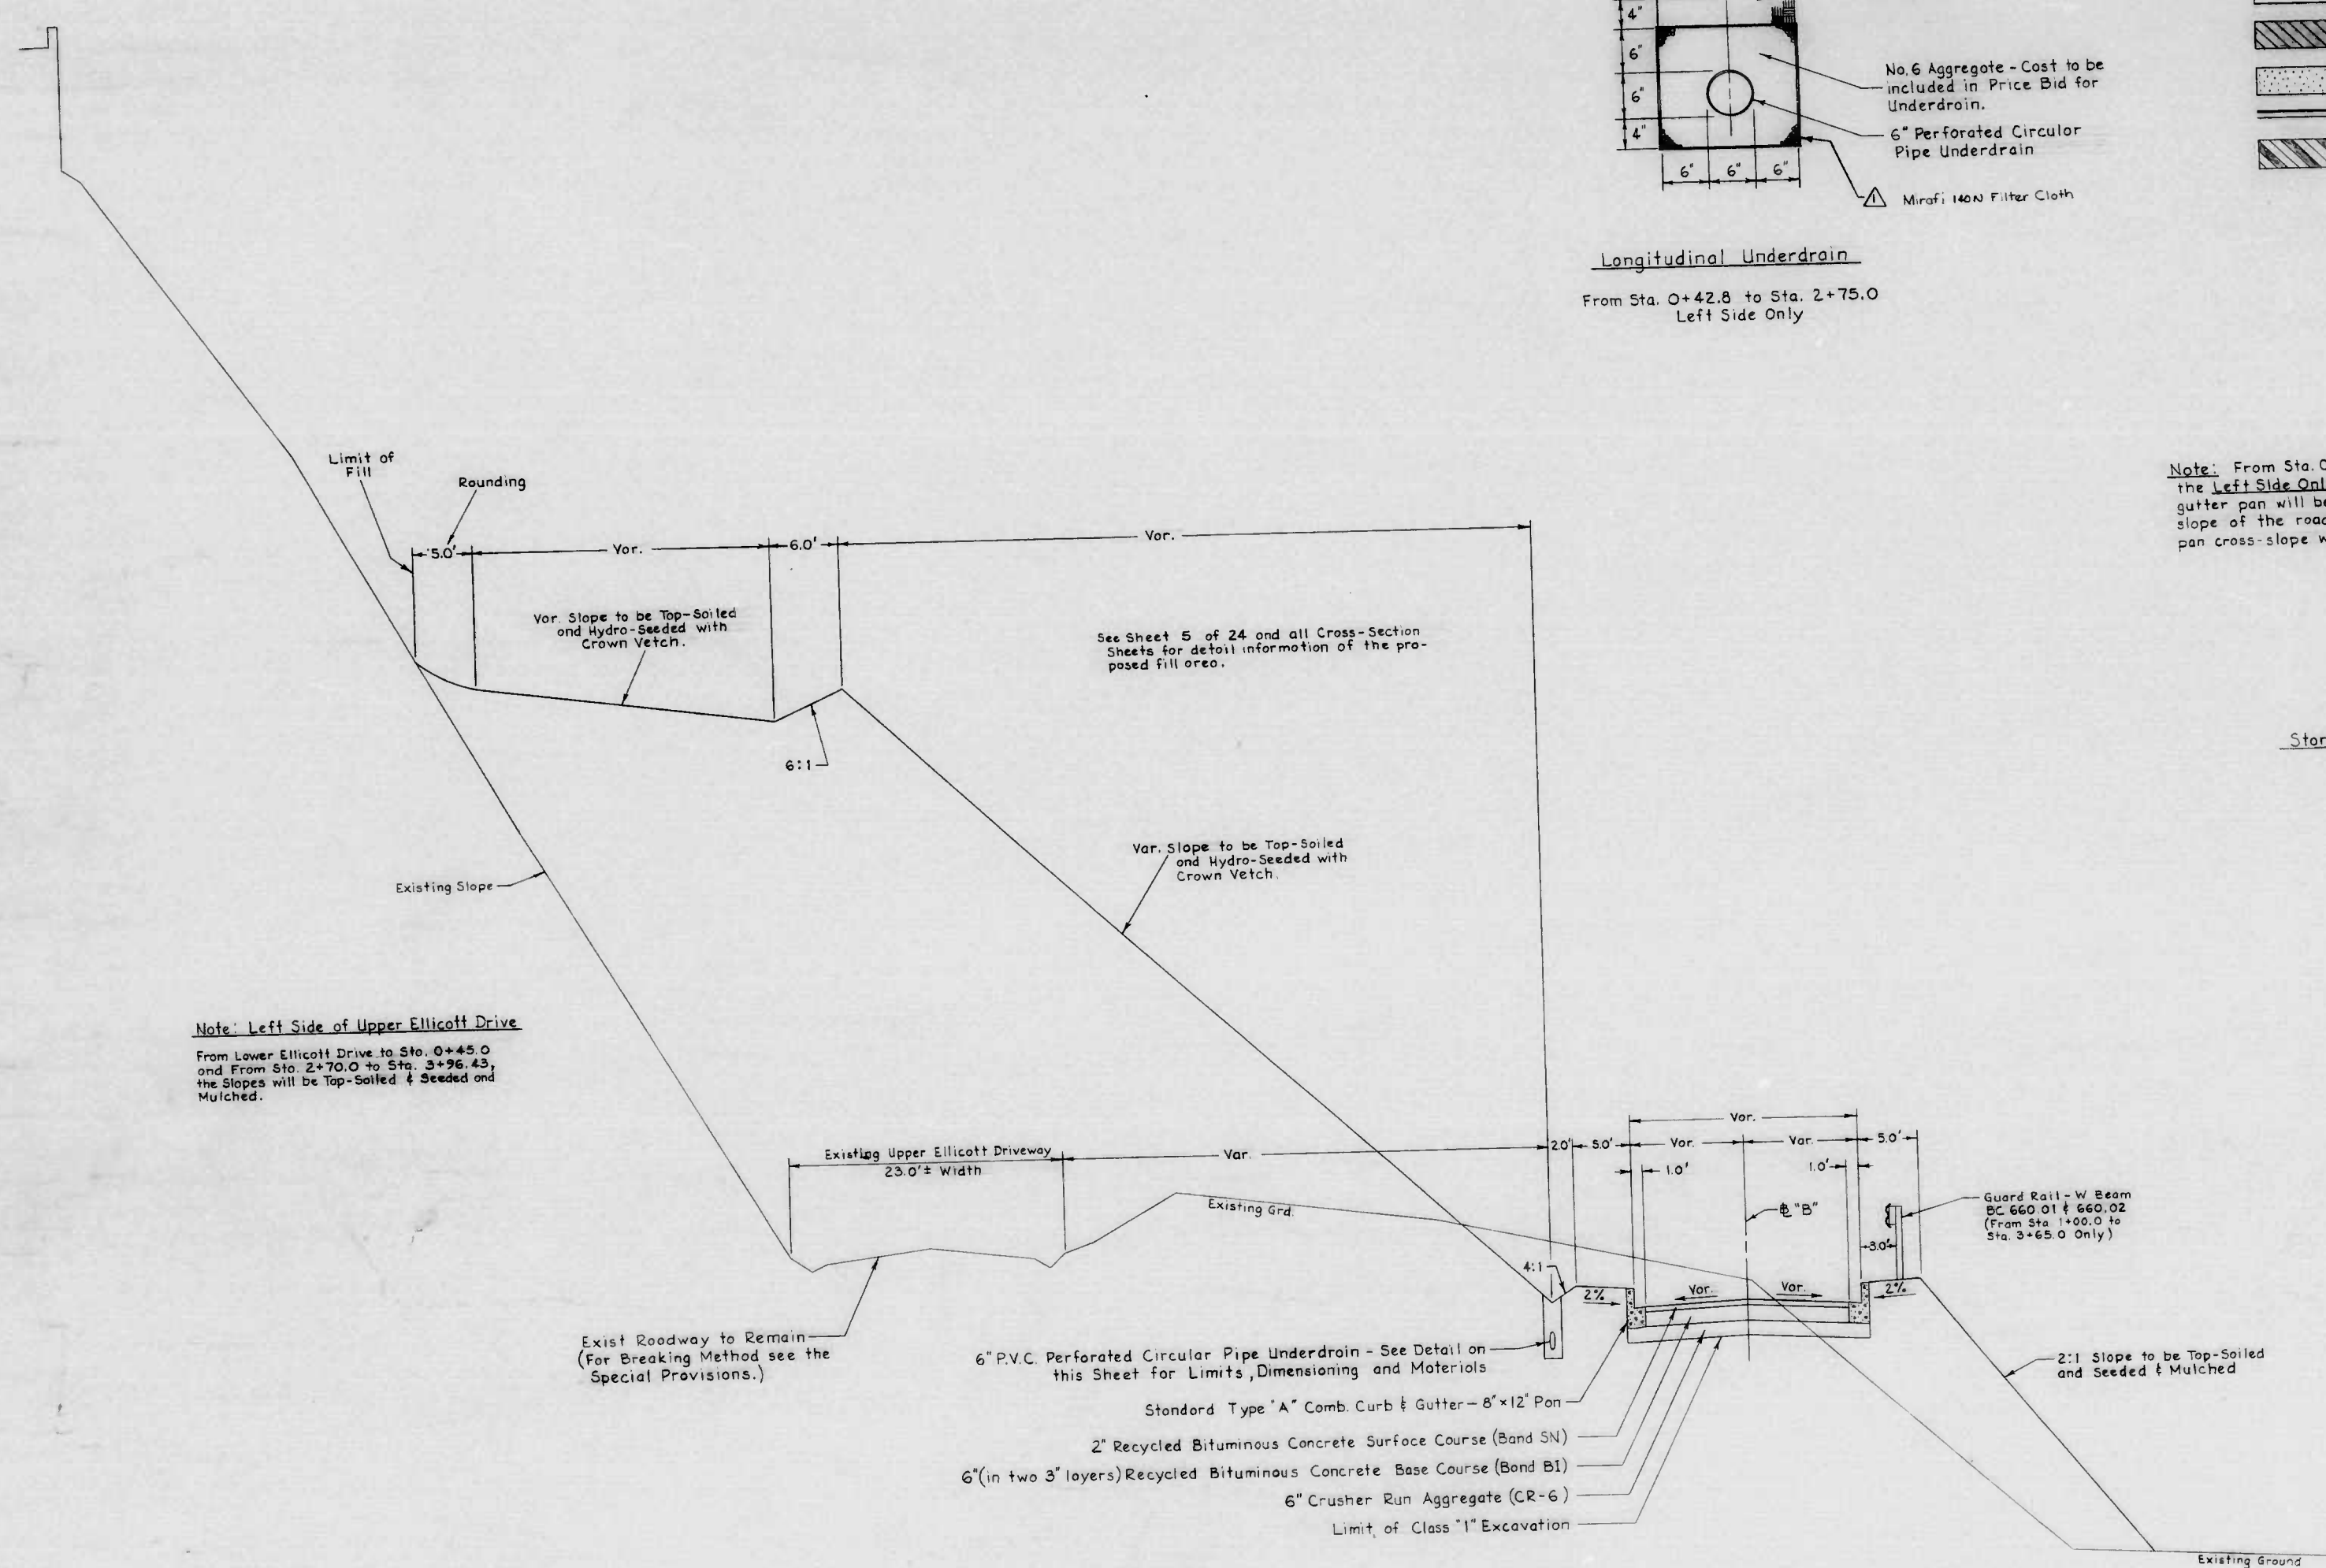 4"
6"
6"
4"
6" 6" 6"
No. 6 Aggregate - Cost to be
included in Price Bid for
Underdrain.
6" Perforated Circular
Pipe Underdrain
1
Mirafi 140N Filter Cloth
Longitudinal Underdrain
From Sta. 0+42.8 to Sta. 2+75.0
Left Side Only
Note: From Sta.
the Left Side Onl
gutter pan will be
slope of the road
pan cross-slope w
Stor
Limit of
Fill
Rounding
5.0' Var. 6.0' Var.
Var. Slope to be Top-Soiled
and Hydro-Seeded with
Crown Vetch.
See Sheet 5 of 24 and all Cross-Section
Sheets for detail information of the pro-
posed fill area.
6:1
Var. Slope to be Top-Soiled
and Hydro-Seeded with
Crown Vetch.
Existing Slope
Note: Left Side of Upper Ellicott Drive
From Lower Ellicott Drive to Sta. 0+45.0
and From Sta. 2+70.0 to Sta. 3+96.43,
the Slopes will be Top-Soiled & Seeded and
Mulched.
Var.
Existing Upper Ellicott Driveway
23.0'± Width
Var. 2.0' 5.0' Var. Var. 5.0'
1.0' 1.0'
Existing Grd.
℄ "B"
Guard Rail - W Beam
BC 660.01 & 660.02
(From Sta 1+00.0 to
Sta. 3+65.0 Only)
3.0'
4:1
2% Var. Var. 2%
Exist Roadway to Remain
(For Breaking Method see the
Special Provisions.)
6" P.V.C. Perforated Circular Pipe Underdrain - See Detail on
this Sheet for Limits, Dimensioning and Materials
Standard Type "A" Comb. Curb & Gutter - 8" x 12" Pan
2" Recycled Bituminous Concrete Surface Course (Band SN)
6" (in two 3" layers) Recycled Bituminous Concrete Base Course (Band BI)
6" Crusher Run Aggregate (CR-6)
Limit of Class "1" Excavation
2:1 Slope to be Top-Soiled
and Seeded & Mulched
Existing Ground